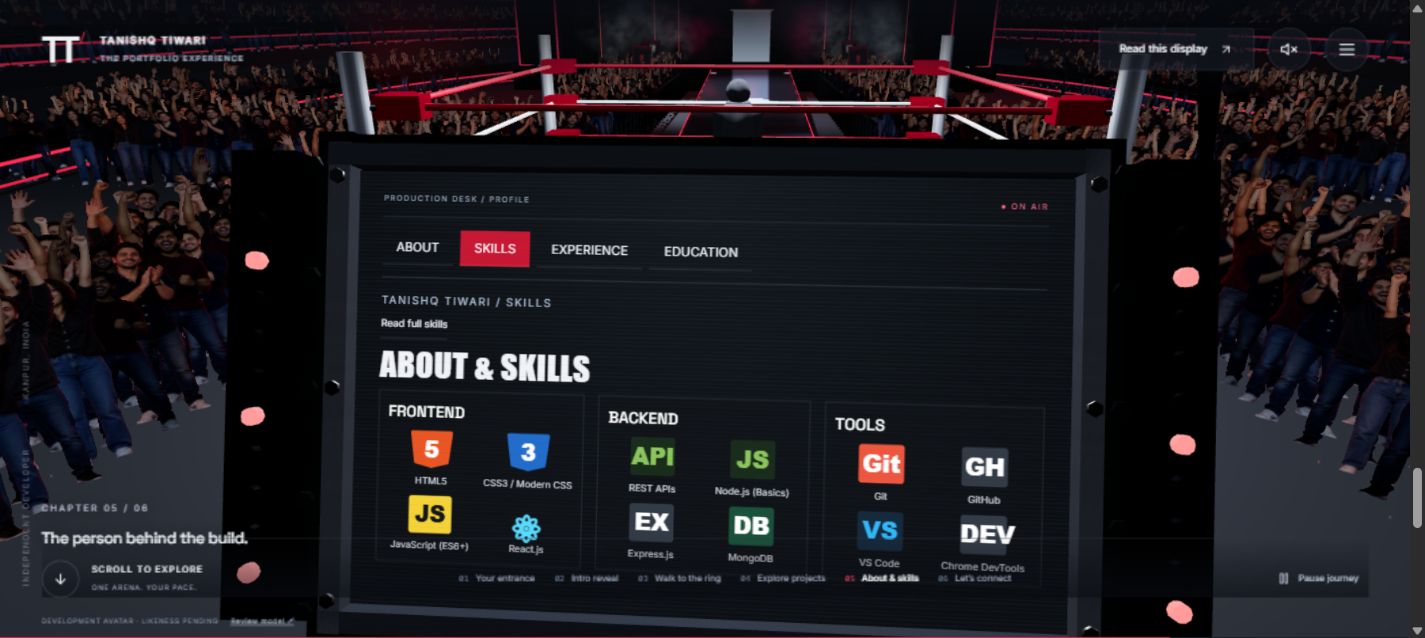 TT
TANISHQ TIWARI
THE PORTFOLIO EXPERIENCE
Read this display ↗
PRODUCTION DESK / PROFILE
• ON AIR
ABOUT SKILLS EXPERIENCE EDUCATION
TANISHQ TIWARI / SKILLS
Read full skills
ABOUT & SKILLS
FRONTEND
5
HTML5
3
CSS3 / Modern CSS
JS
JavaScript (ES6+)
React.js
BACKEND
API
REST APIs
JS
Node.js (Basics)
EX
Express.js
DB
MongoDB
TOOLS
Git
Git
GH
GitHub
VS
VS Code
DEV
Chrome DevTools
INDEPENDENT DEVELOPER
ANPUR, INDIA
CHAPTER 05 / 06
The person behind the build.
SCROLL TO EXPLORE
ONE ARENA. YOUR PACE.
01 Your entrance 02 Intro reveal 03 Walk to the ring 04 Explore projects 05 About & skills 06 Let's connect
Pause journey
DEVELOPMENT AVATAR · LIKENESS PENDING Review model ↗